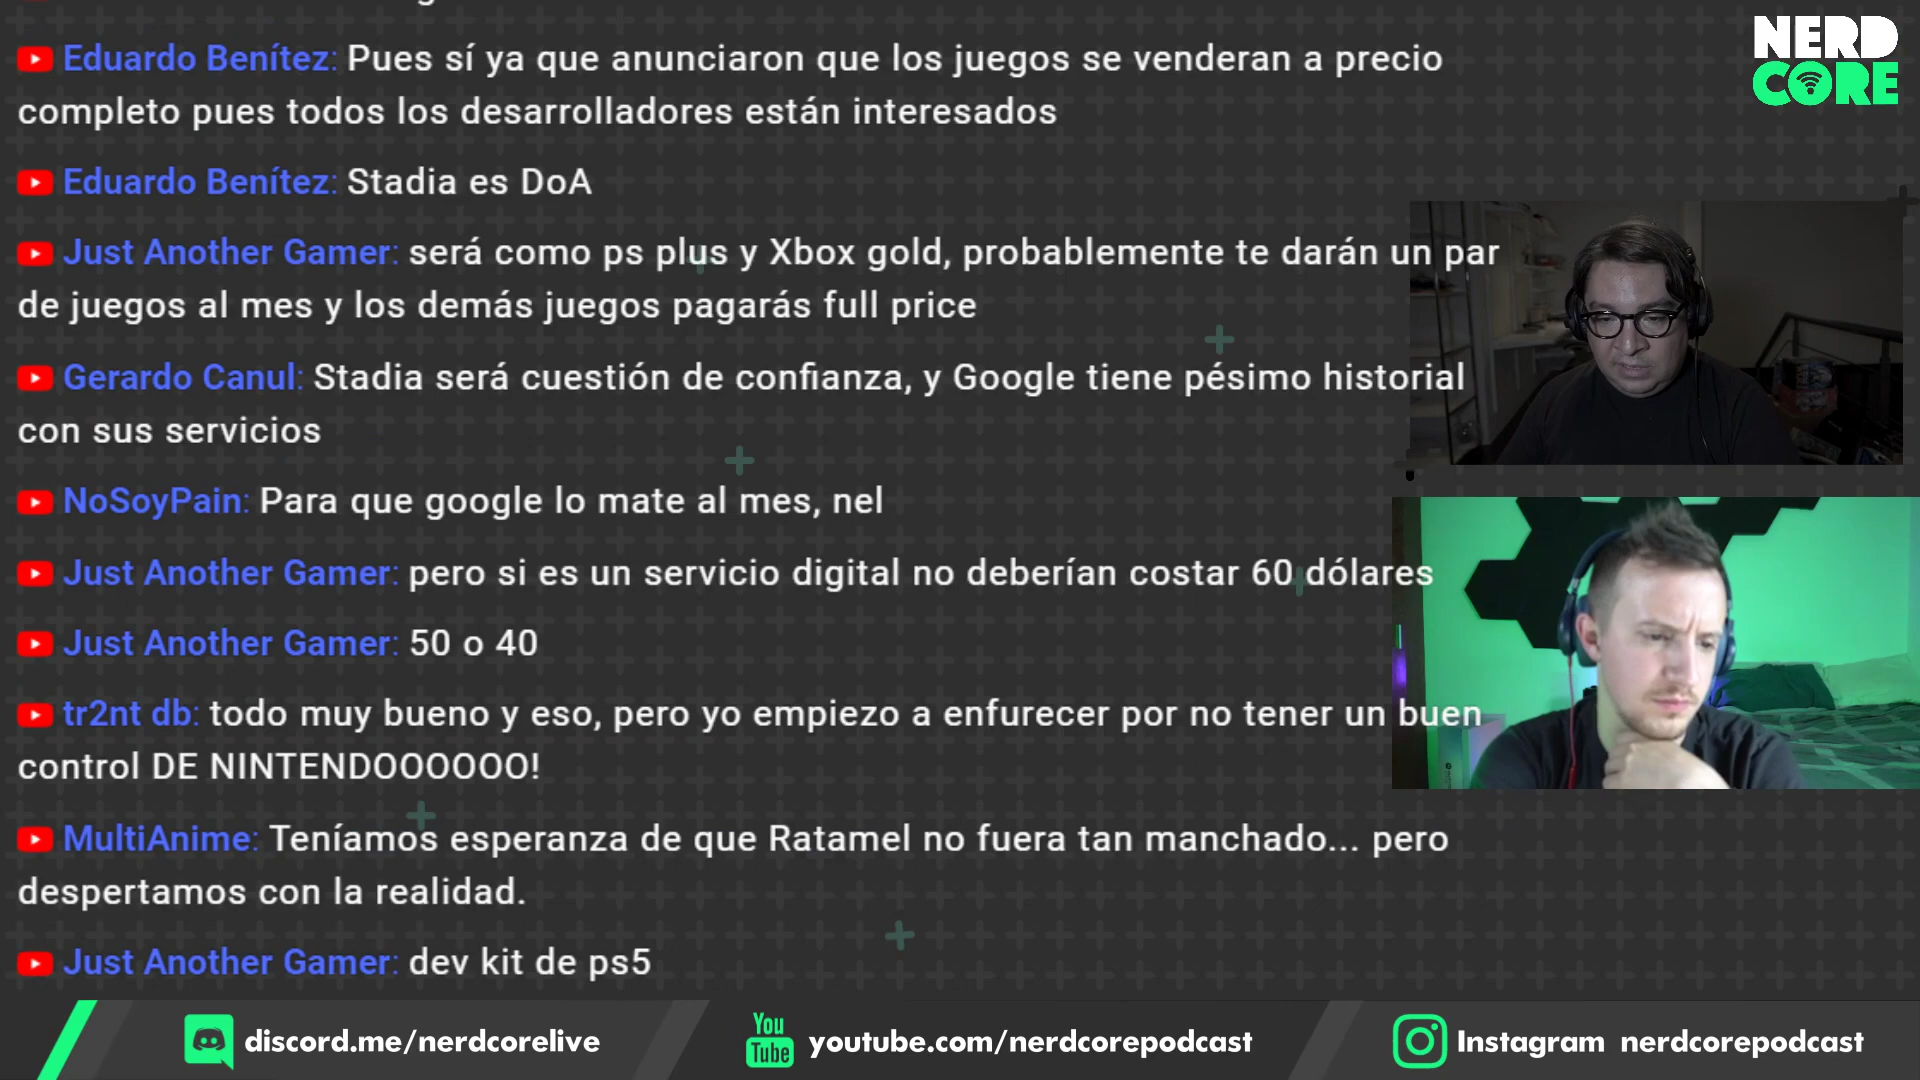 Eduardo Benítez: Pues sí ya que anunciaron que los juegos se venderan a precio
completo pues todos los desarrolladores están interesados
Eduardo Benítez: Stadia es DoA
Just Another Gamer: será como ps plus y Xbox gold, probablemente te darán un par
de juegos al mes y los demás juegos pagarás full price
Gerardo Canul: Stadia será cuestión de confianza, y Google tiene pésimo historial
con sus servicios
NoSoyPain: Para que google lo mate al mes, nel
Just Another Gamer: pero si es un servicio digital no deberían costar 60 dólares
Just Another Gamer: 50 o 40
tr2nt db: todo muy bueno y eso, pero yo empiezo a enfurecer por no tener un buen
control DE NINTENDOOOOOO!
MultiAnime: Teníamos esperanza de que Ratamel no fuera tan manchado... pero
despertamos con la realidad.
Just Another Gamer: dev kit de ps5
NERD
CORE
discord.me/nerdcorelive
You
Tube
youtube.com/nerdcorepodcast
Instagram nerdcorepodcast